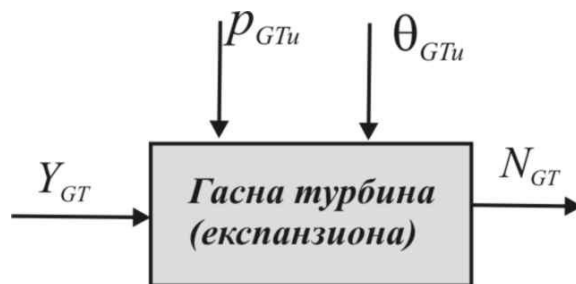 p_GTu
θ_GTu
Y_GT
N_GT
Гасна турбина
(експанзиона)